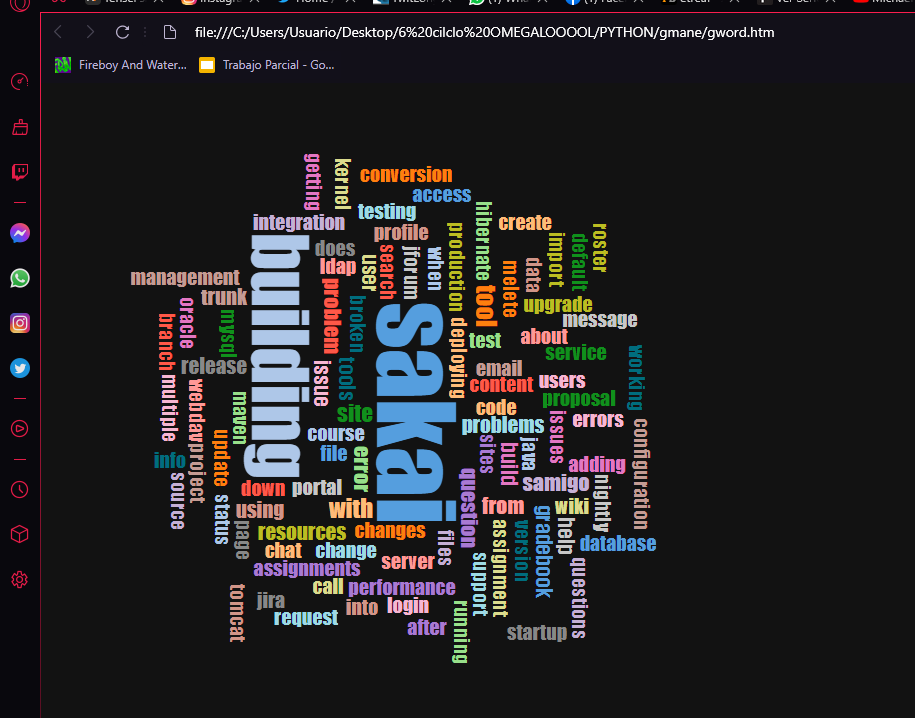 file:///C:/Users/Usuario/Desktop/6%20cilclo%20OMEGALOOOOL/PYTHON/gmane/gword.htm
Fireboy And Water...
Trabajo Parcial - Go...
getting
kernel
conversion
access
testing
integration
profile
hibernate
create
roster
default
import
production
does
ldap
user
search
jforum
when
building
management
trunk
oracle
branch
mysql
problem
broken
sakai
tool
melete
data
upgrade
message
deploying
test
about
service
release
issue
tools
email
content
users
working
proposal
multiple
webdav
maven
site
code
problems
errors
issues
course
file
error
sites
build
java
configuration
info
update
project
source
status
down
portal
question
adding
samigo
nightly
using
with
from
wiki
page
resources
changes
files
assignment
version
gradebook
help
database
chat
change
server
assignments
support
questions
call
performance
tomcat
jira
into
login
request
after
running
startup